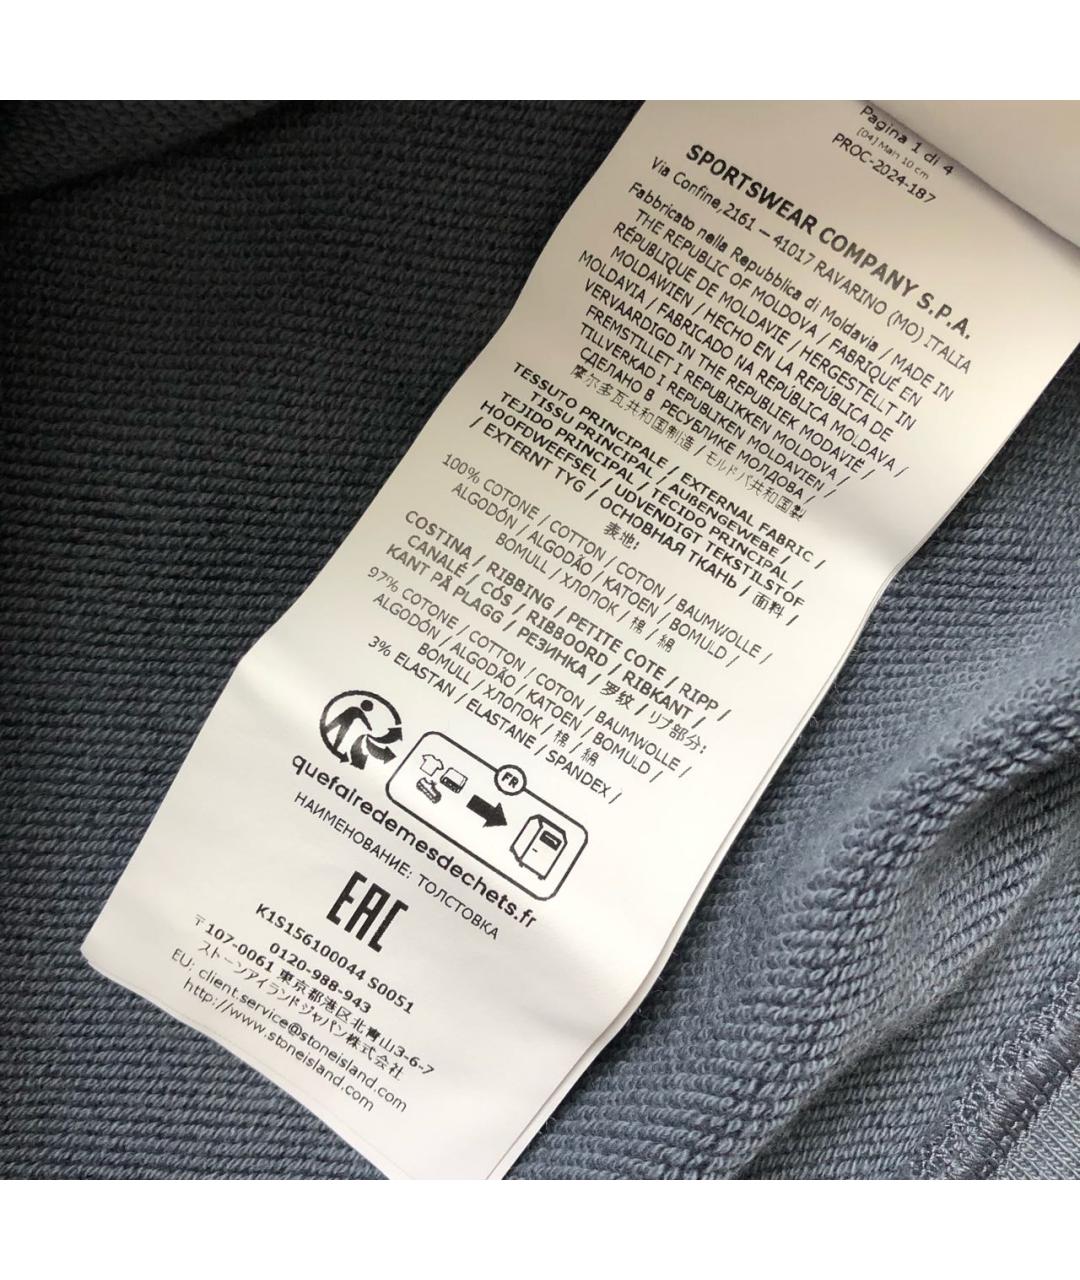 Pagina 1 di 4
[04] Man 10 cm
PROC-2024-187
SPORTSWEAR COMPANY S.P.A.
Via Confine,2161 – 41017 RAVARINO (MO) ITALIA
Fabbricato nella Repubblica di Moldavia / MADE IN
THE REPUBLIC OF MOLDOVA / FABRIQUÉ EN
RÉPUBLIQUE DE MOLDAVIE / HERGESTELLT IN
MOLDAWIEN / HECHO EN LA REPÚBLICA DE
MOLDAVIA / FABRICADO NA REPÚBLICA MOLDAVA /
VERVAARDIGD IN THE REPUBLIEK MODAVIË /
FREMSTILLET I REPUBLIKKEN MOLDOVA /
TILLVERKAD I REPUBLIKEN MOLDAVIEN /
СДЕЛАНО В РЕСПУБЛИКЕ МОЛДОВА /
摩尔多瓦共和国制造 / モルドバ共和国製
TESSUTO PRINCIPALE / EXTERNAL FABRIC /
TISSU PRINCIPAL / AUßENGEWEBE /
TEJIDO PRINCIPAL / TECIDO PRINCIPAL /
HOOFDWEEFSEL / UDVENDIGT TEKSTILSTOF
/ EXTERNT TYG / ОСНОВНАЯ ТКАНЬ / 面料 /
表地:
100% COTONE / COTTON / COTON / BAUMWOLLE /
ALGODÓN / ALGODÃO / KATOEN / BOMULD /
BOMULL / ХЛОПОК / 棉 / 綿
COSTINA / RIBBING / PETITE COTE / RIPP /
CANALÉ / CÓS / RIBBOORD / RIBKANT /
KANT PÅ PLAGG / РЕЗИНКА / 罗纹 / リブ部分:
97% COTONE / COTTON / COTON / BAUMWOLLE /
ALGODÓN / ALGODÃO / KATOEN / BOMULD /
BOMULL / ХЛОПОК / 棉 / 綿
3% ELASTAN / ELASTANE / SPANDEX /
FR
quefairedemesdechets.fr
НАИМЕНОВАНИЕ: ТОЛСТОВКА
EAC
K1S156100044 S0051
0120-988-943
〒107-0061 東京都港区北青山3-6-7
ストーンアイランドジャパン株式会社
EU: client.service@stoneisland.com
http://www.stoneisland.com